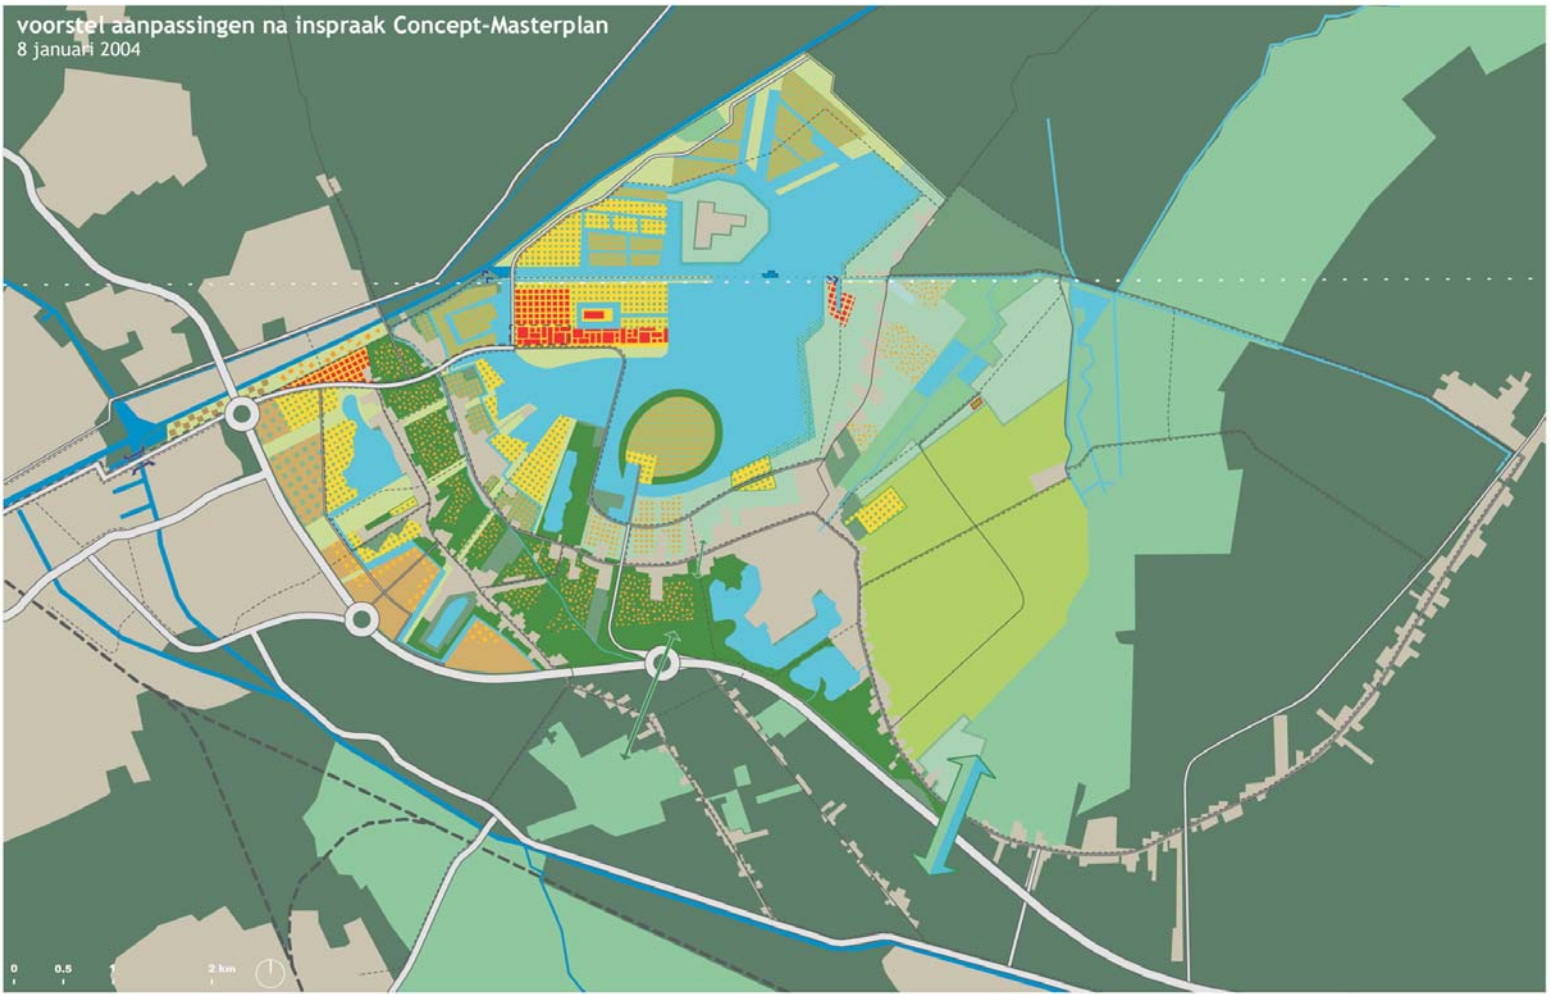 voorstel aanpassingen na inspraak Concept-Masterplan
8 januari 2004
0 0.5 1 2 km